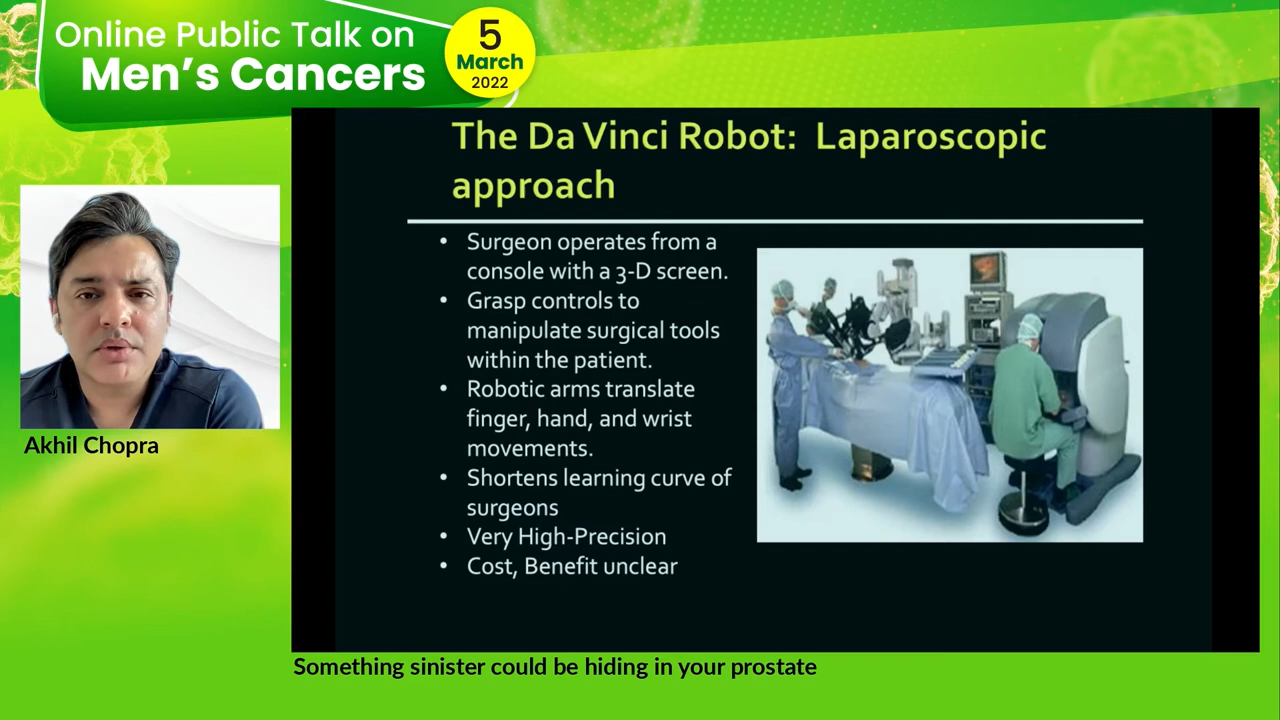 Online Public Talk on
Men's Cancers
5
March
2022
The Da Vinci Robot: Laparoscopic
approach
• Surgeon operates from a
console with a 3-D screen.
• Grasp controls to
manipulate surgical tools
within the patient.
• Robotic arms translate
finger, hand, and wrist
movements.
• Shortens learning curve of
surgeons
• Very High-Precision
• Cost, Benefit unclear
Akhil Chopra
Something sinister could be hiding in your prostate